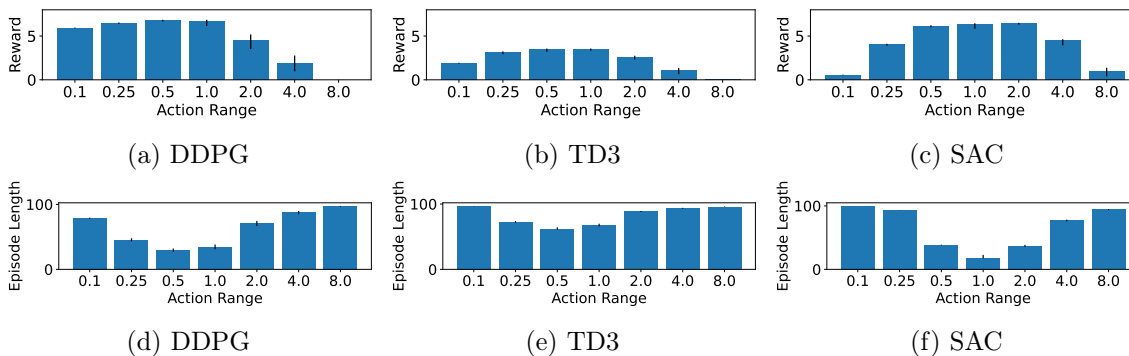 Reward
5
0
0.1 0.25 0.5 1.0 2.0 4.0 8.0
Action Range
(a) DDPG
Reward
5
0
0.1 0.25 0.5 1.0 2.0 4.0 8.0
Action Range
(b) TD3
Reward
5
0
0.1 0.25 0.5 1.0 2.0 4.0 8.0
Action Range
(c) SAC
Episode Length
100
0
0.1 0.25 0.5 1.0 2.0 4.0 8.0
Action Range
(d) DDPG
Episode Length
100
0
0.1 0.25 0.5 1.0 2.0 4.0 8.0
Action Range
(e) TD3
Episode Length
100
0
0.1 0.25 0.5 1.0 2.0 4.0 8.0
Action Range
(f) SAC